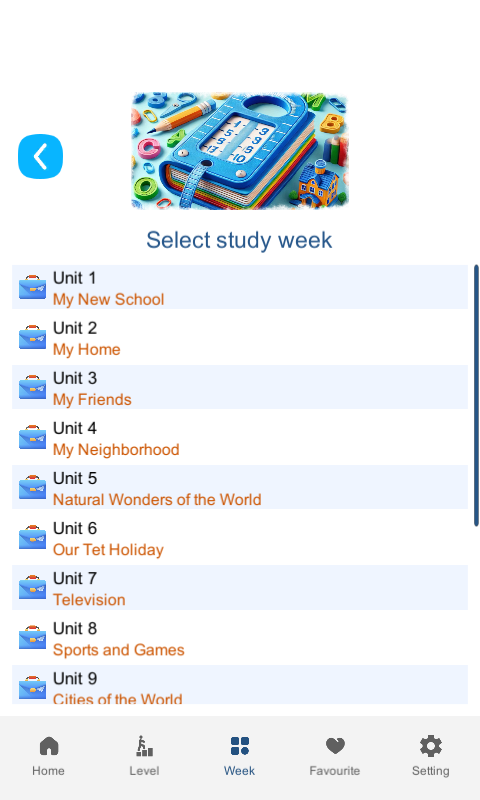 Select study week
Unit 1
My New School
Unit 2
My Home
Unit 3
My Friends
Unit 4
My Neighborhood
Unit 5
Natural Wonders of the World
Unit 6
Our Tet Holiday
Unit 7
Television
Unit 8
Sports and Games
Unit 9
Cities of the World
Home
Level
Week
Favourite
Setting